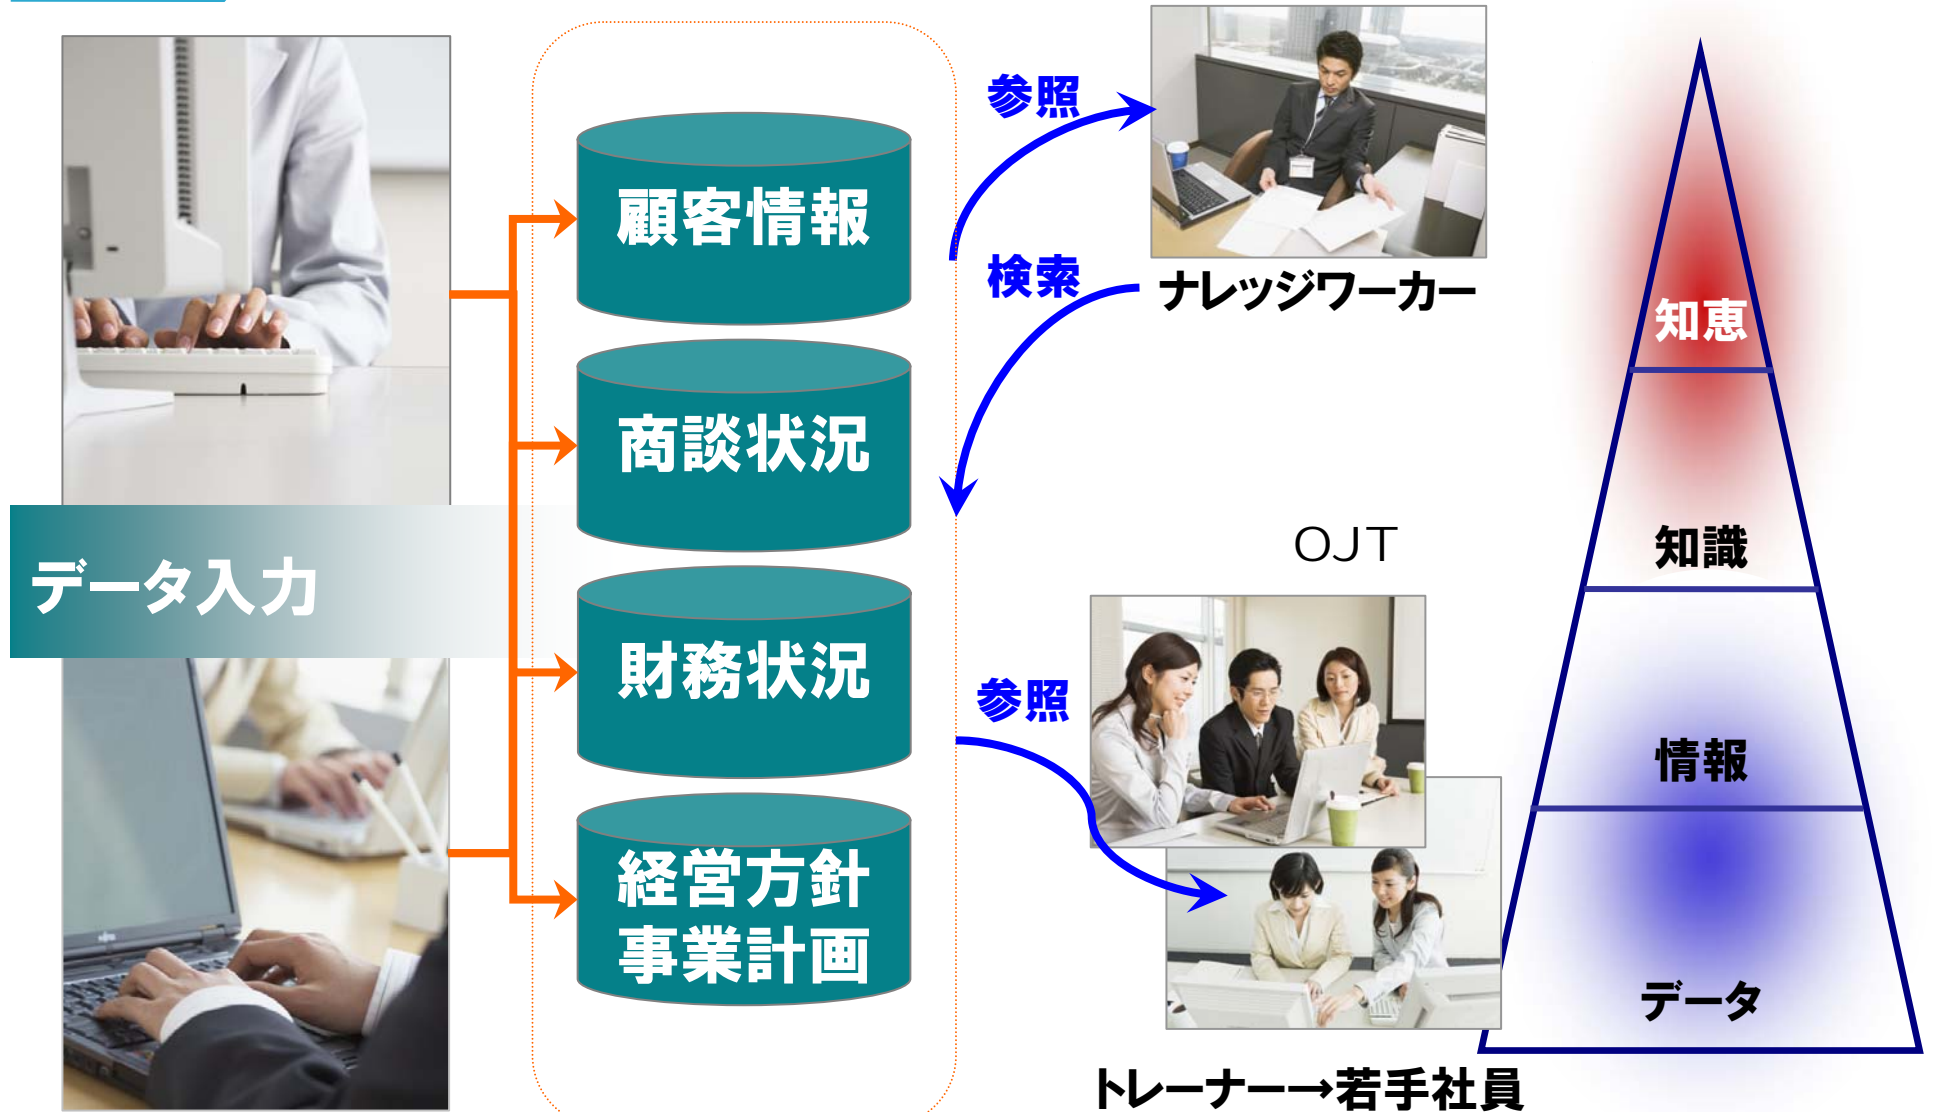 データ入力
顧客情報
商談状況
財務状況
経営方針
事業計画
参照
検索
ナレッジワーカー
OJT
参照
トレーナー→若手社員
知恵
知識
情報
データ